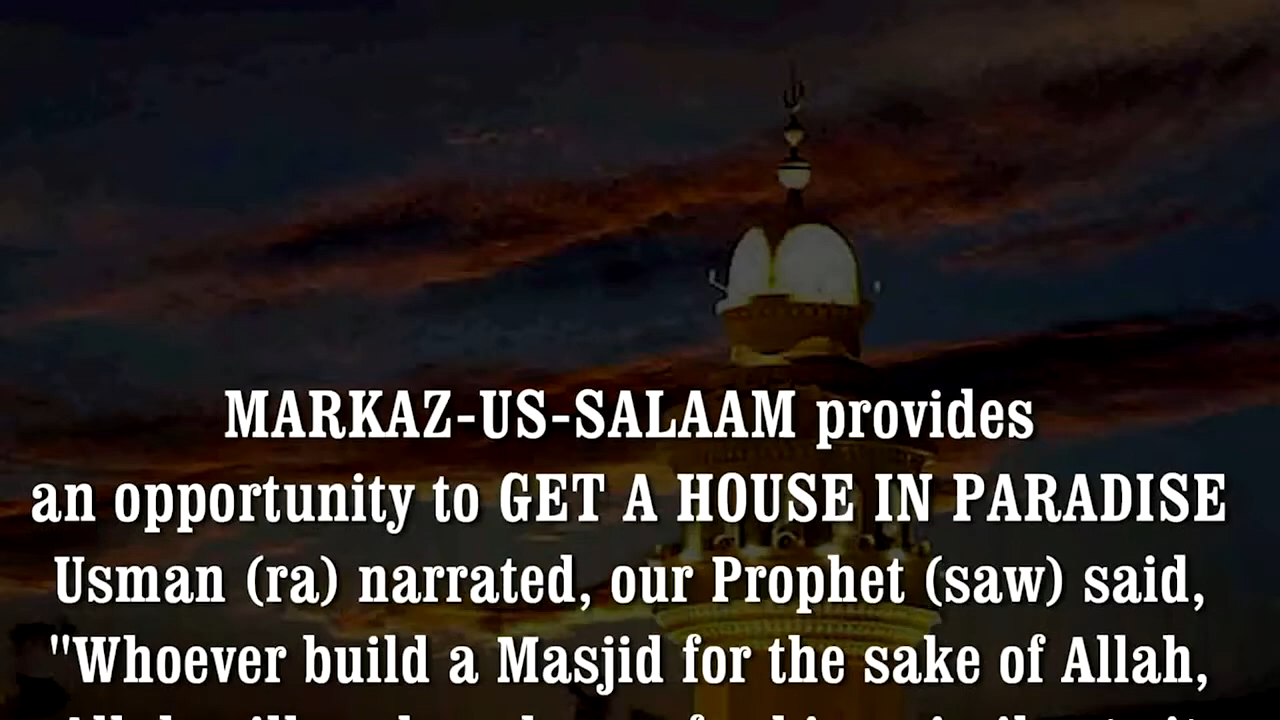 MARKAZ-US-SALAAM provides
an opportunity to GET A HOUSE IN PARADISE
Usman (ra) narrated, our Prophet (saw) said,
"Whoever build a Masjid for the sake of Allah,